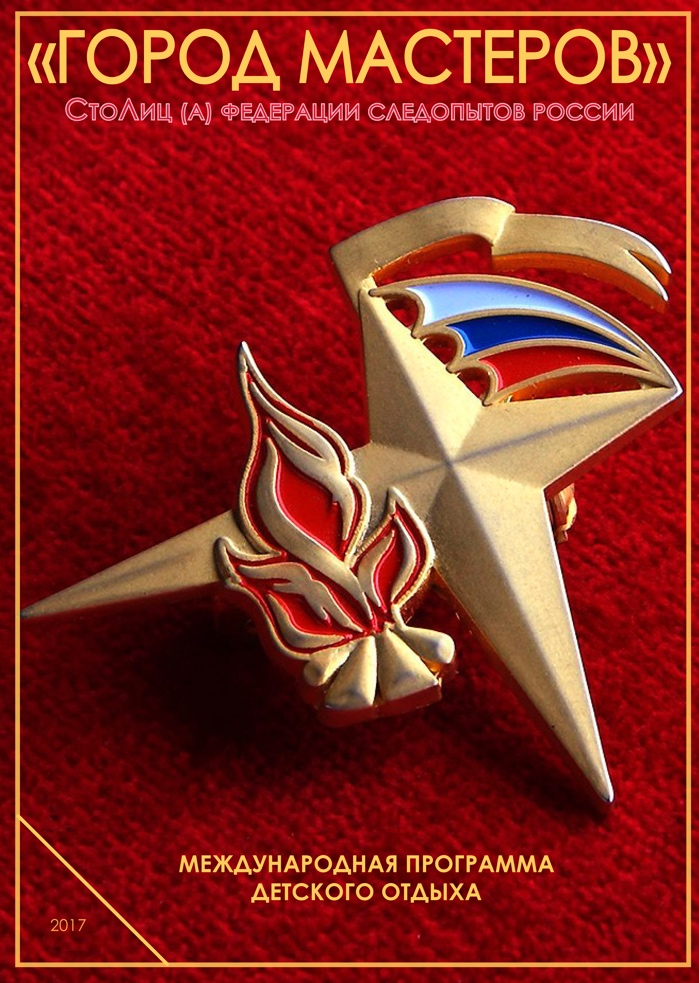 «ГОРОД МАСТЕРОВ»
СтоЛиц (а) федерации следопытов россии
МЕЖДУНАРОДНАЯ ПРОГРАММА
ДЕТСКОГО ОТДЫХА
2017